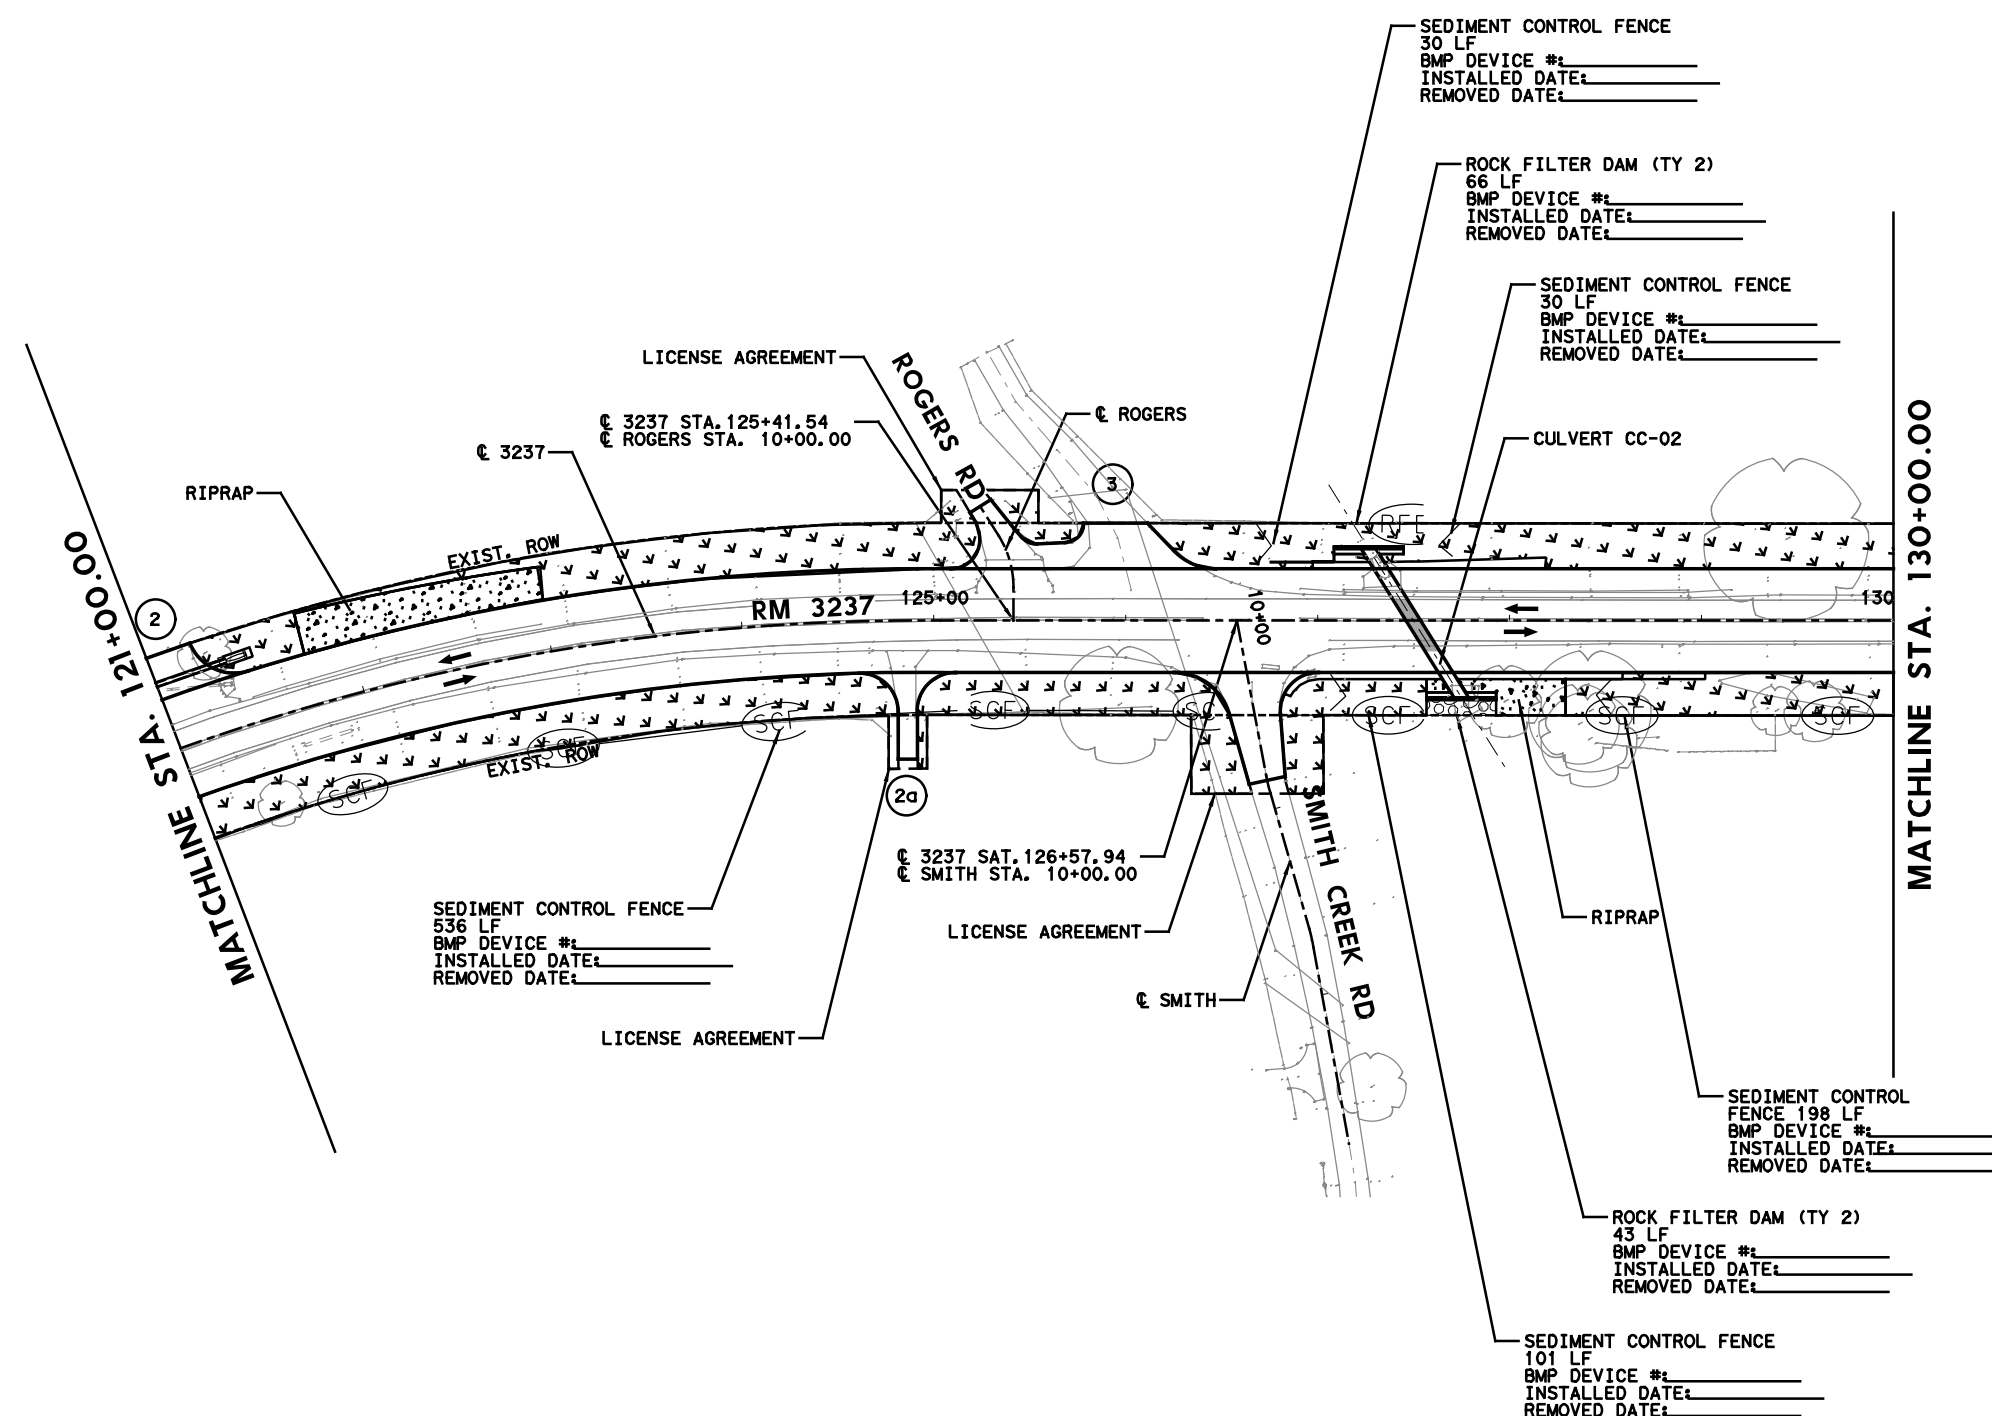 SEDIMENT CONTROL FENCE
30 LF
BMP DEVICE #:
INSTALLED DATE:
REMOVED DATE:
ROCK FILTER DAM (TY 2)
66 LF
BMP DEVICE #:
INSTALLED DATE:
REMOVED DATE:
SEDIMENT CONTROL FENCE
30 LF
BMP DEVICE #:
INSTALLED DATE:
REMOVED DATE:
LICENSE AGREEMENT
ROGERS RD
℄ 3237 STA.125+41.54
℄ ROGERS STA. 10+00.00
℄ ROGERS
℄ 3237
CULVERT CC-02
RIPRAP
3
EXIST. ROW
RFE
MATCHLINE STA. 121+00.00
2
RM 3237
125+00
10+00
130
MATCHLINE STA. 130+00.00
SCF
SCF
SCF
SCF
SC
SCF
SCF
SCF
EXIST. ROW
2a
SMITH CREEK RD
℄ 3237 SAT.126+57.94
℄ SMITH STA. 10+00.00
SEDIMENT CONTROL FENCE
536 LF
BMP DEVICE #:
INSTALLED DATE:
REMOVED DATE:
LICENSE AGREEMENT
RIPRAP
℄ SMITH
LICENSE AGREEMENT
SEDIMENT CONTROL
FENCE 198 LF
BMP DEVICE #:
INSTALLED DATE:
REMOVED DATE:
ROCK FILTER DAM (TY 2)
43 LF
BMP DEVICE #:
INSTALLED DATE:
REMOVED DATE:
SEDIMENT CONTROL FENCE
101 LF
BMP DEVICE #:
INSTALLED DATE:
REMOVED DATE: